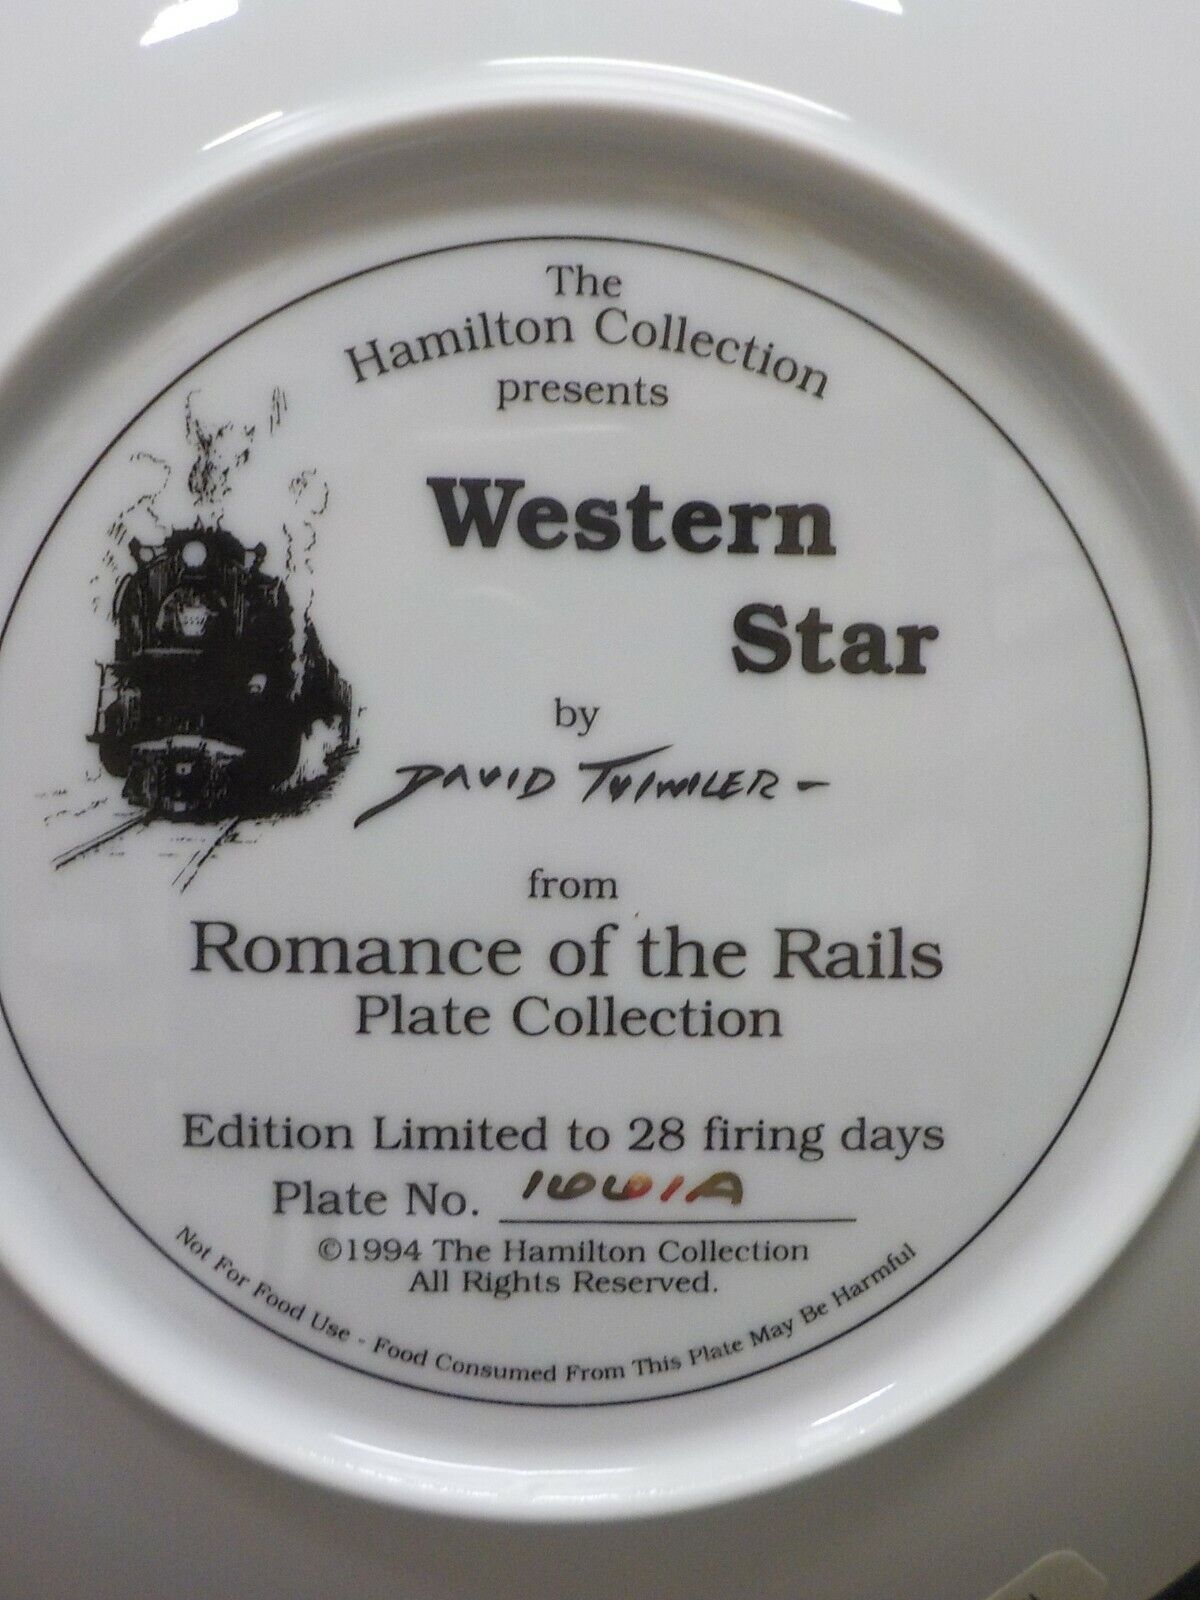 The
Hamilton Collection
presents
Western
Star
by
DAVID TUTWILER -
from
Romance of the Rails
Plate Collection
Edition Limited to 28 firing days
Plate No. 1661A
©1994 The Hamilton Collection
All Rights Reserved.
Not For Food Use - Food Consumed From This Plate May Be Harmful